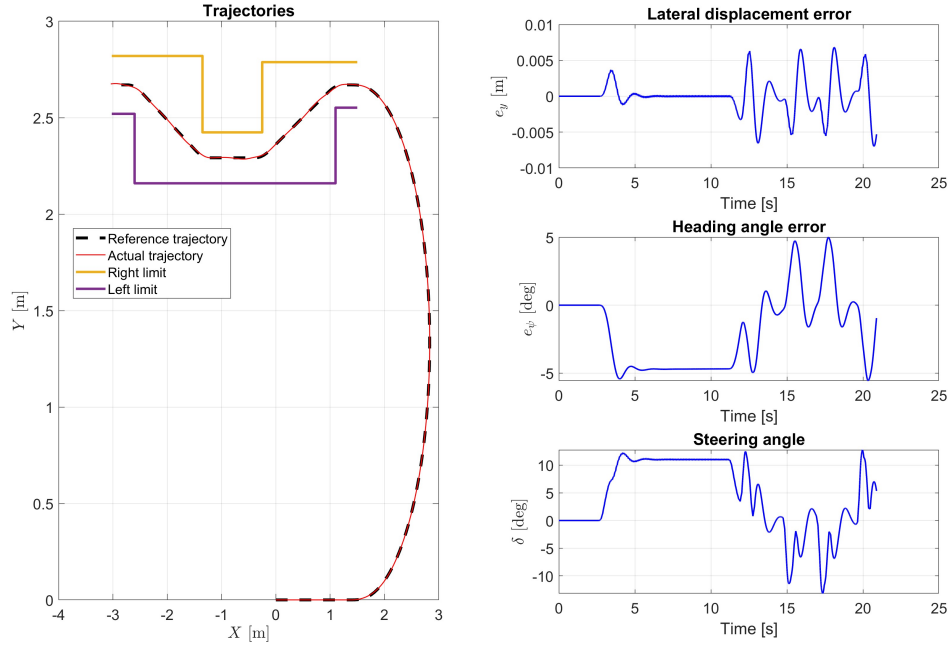 Trajectories
3
2.5
2
1.5
1
0.5
0
-4
-3
-2
-1
0
1
2
3
X [m]
Y [m]
Reference trajectory
Actual trajectory
Right limit
Left limit
Lateral displacement error
0.01
0.005
0
-0.005
-0.01
e_y [m]
0
5
10
15
20
25
Time [s]
Heading angle error
5
0
-5
e_ψ [deg]
0
5
10
15
20
25
Time [s]
Steering angle
10
5
0
-5
-10
δ [deg]
0
5
10
15
20
25
Time [s]